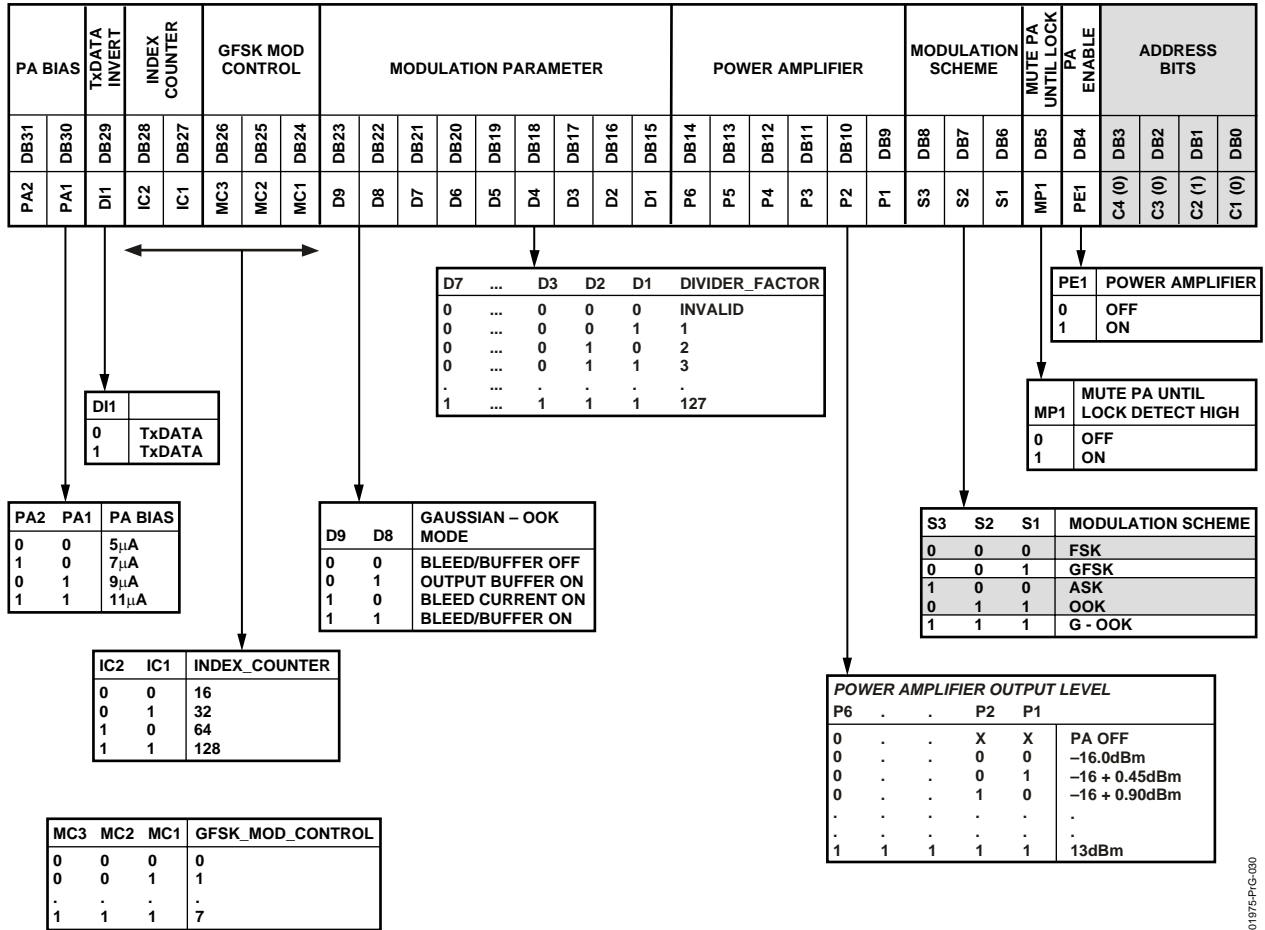 PA BIAS
TxDATA INVERT
INDEX COUNTER
GFSK MOD CONTROL
MODULATION PARAMETER
POWER AMPLIFIER
MODULATION SCHEME
MUTE PA UNTIL LOCK
PA ENABLE
ADDRESS BITS
DB31 DB30 DB29 DB28 DB27 DB26 DB25 DB24 DB23 DB22 DB21 DB20 DB19 DB18 DB17 DB16 DB15 DB14 DB13 DB12 DB11 DB10 DB9 DB8 DB7 DB6 DB5 DB4 DB3 DB2 DB1 DB0
PA2 PA1 DI1 IC2 IC1 MC3 MC2 MC1 D9 D8 D7 D6 D5 D4 D3 D2 D1 P6 P5 P4 P3 P2 P1 S3 S2 S1 MP1 PE1 C4 (0) C3 (0) C2 (1) C1 (0)
D7 ... D3 D2 D1 DIVIDER_FACTOR
0 ... 0 0 0 INVALID
0 ... 0 0 1 1
0 ... 0 1 0 2
0 ... 0 1 1 3
. ... . . . .
1 ... 1 1 1 127
PE1 POWER AMPLIFIER
0 OFF
1 ON
DI1
0 TxDATA
1 TxDATA
MP1 MUTE PA UNTIL LOCK DETECT HIGH
0 OFF
1 ON
PA2 PA1 PA BIAS
0 0 5µA
1 0 7µA
0 1 9µA
1 1 11µA
D9 D8 GAUSSIAN – OOK MODE
0 0 BLEED/BUFFER OFF
0 1 OUTPUT BUFFER ON
1 0 BLEED CURRENT ON
1 1 BLEED/BUFFER ON
S3 S2 S1 MODULATION SCHEME
0 0 0 FSK
0 0 1 GFSK
1 0 0 ASK
0 1 1 OOK
1 1 1 G - OOK
IC2 IC1 INDEX_COUNTER
0 0 16
0 1 32
1 0 64
1 1 128
POWER AMPLIFIER OUTPUT LEVEL
P6 . . P2 P1
0 . . X X PA OFF
0 . . 0 0 –16.0dBm
0 . . 0 1 –16 + 0.45dBm
0 . . 1 0 –16 + 0.90dBm
. . . . . .
. . . . . .
1 1 1 1 1 13dBm
MC3 MC2 MC1 GFSK_MOD_CONTROL
0 0 0 0
0 0 1 1
. . . .
1 1 1 7
01975-PrG-030